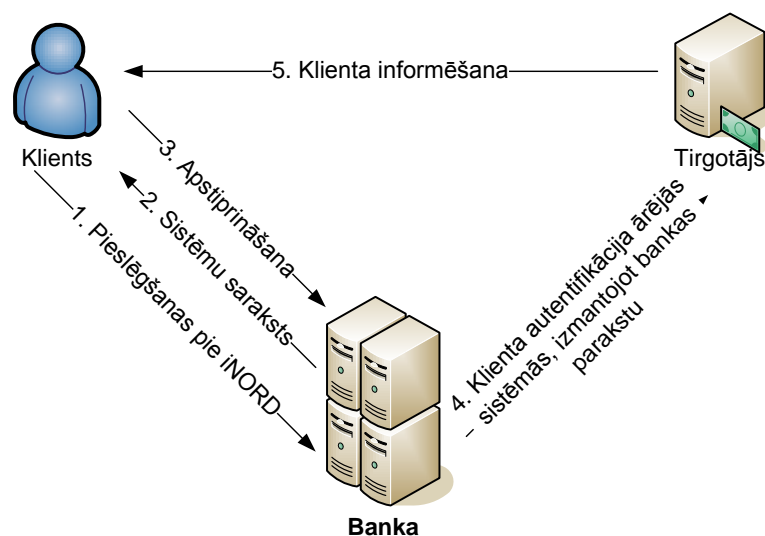 5. Klienta informēšana
Klients
Tirgotājs
3. Apstiprināšana
2. Sistēmu saraksts
1. Pieslēgšanas pie iNORD
4. Klienta autentifikācija ārējās
sistēmās, izmantojot bankas
parakstu
Banka